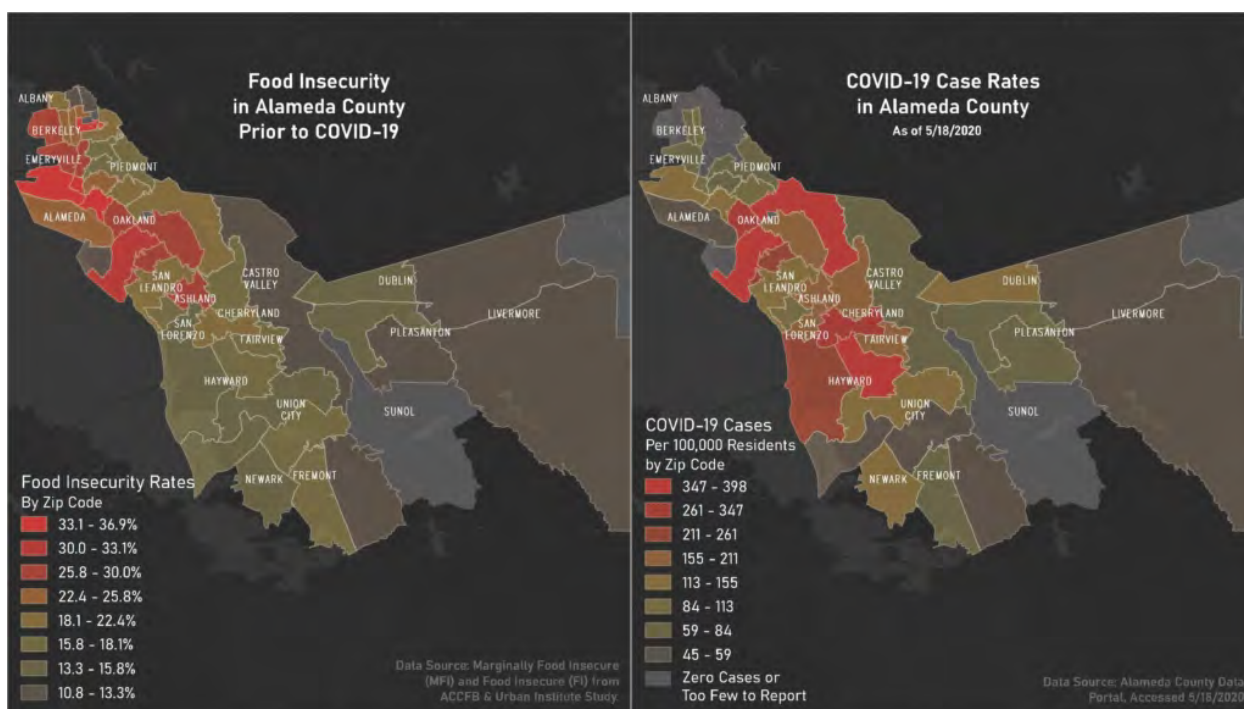 Food Insecurity
in Alameda County
Prior to COVID-19
ALBANY
BERKELEY
EMERYVILLE
PIEDMONT
ALAMEDA
OAKLAND
SAN
LEANDRO
ASHLAND
CASTRO
VALLEY
CHERRYLAND
SAN
LORENZO
FAIRVIEW
DUBLIN
PLEASANTON
LIVERMORE
HAYWARD
UNION
CITY
SUNOL
NEWARK
FREMONT
Food Insecurity Rates
By Zip Code
33.1 - 36.9%
30.0 - 33.1%
25.8 - 30.0%
22.4 - 25.8%
18.1 - 22.4%
15.8 - 18.1%
13.3 - 15.8%
10.8 - 13.3%
Data Source: Marginally Food Insecure
(MFI) and Food Insecure (FI) from
ACCFB & Urban Institute Study.
COVID-19 Case Rates
in Alameda County
As of 5/18/2020
ALBANY
BERKELEY
EMERYVILLE
PIEDMONT
ALAMEDA
OAKLAND
SAN
LEANDRO
ASHLAND
CASTRO
VALLEY
CHERRYLAND
SAN
LORENZO
FAIRVIEW
DUBLIN
PLEASANTON
LIVERMORE
HAYWARD
UNION
CITY
SUNOL
NEWARK
FREMONT
COVID-19 Cases
Per 100,000 Residents
by Zip Code
347 - 398
261 - 347
211 - 261
155 - 211
113 - 155
84 - 113
59 - 84
45 - 59
Zero Cases or
Too Few to Report
Data Source: Alameda County Data
Portal, Accessed 5/18/2020